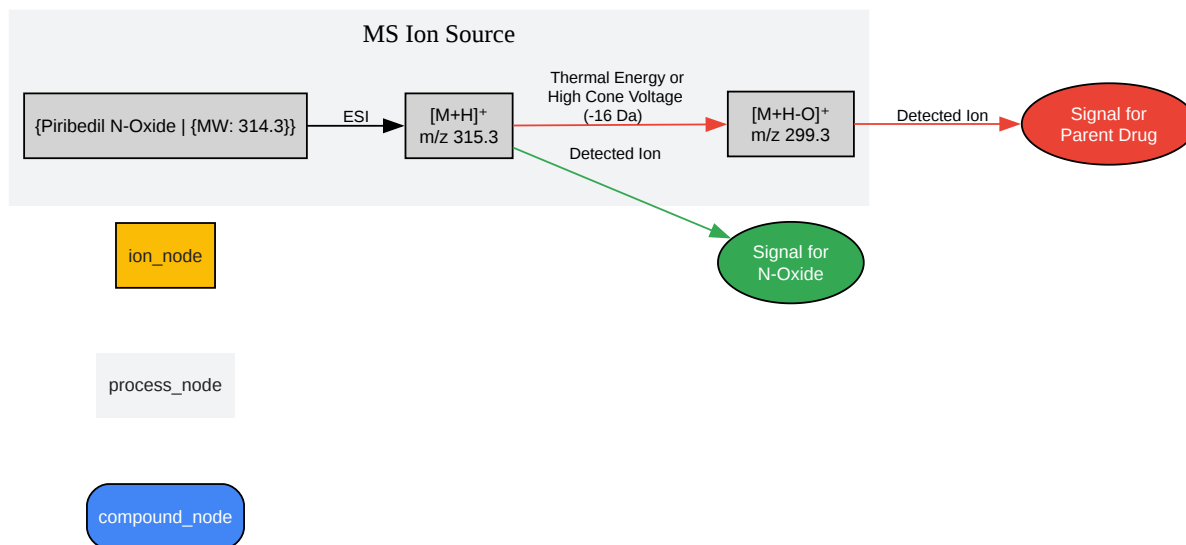 MS Ion Source
{Piribedil N-Oxide | {MW: 314.3}}
ESI
[M+H]⁺
m/z 315.3
Thermal Energy or
High Cone Voltage
(-16 Da)
[M+H-O]⁺
m/z 299.3
Detected Ion
Signal for
Parent Drug
Detected Ion
Signal for
N-Oxide
ion_node
process_node
compound_node